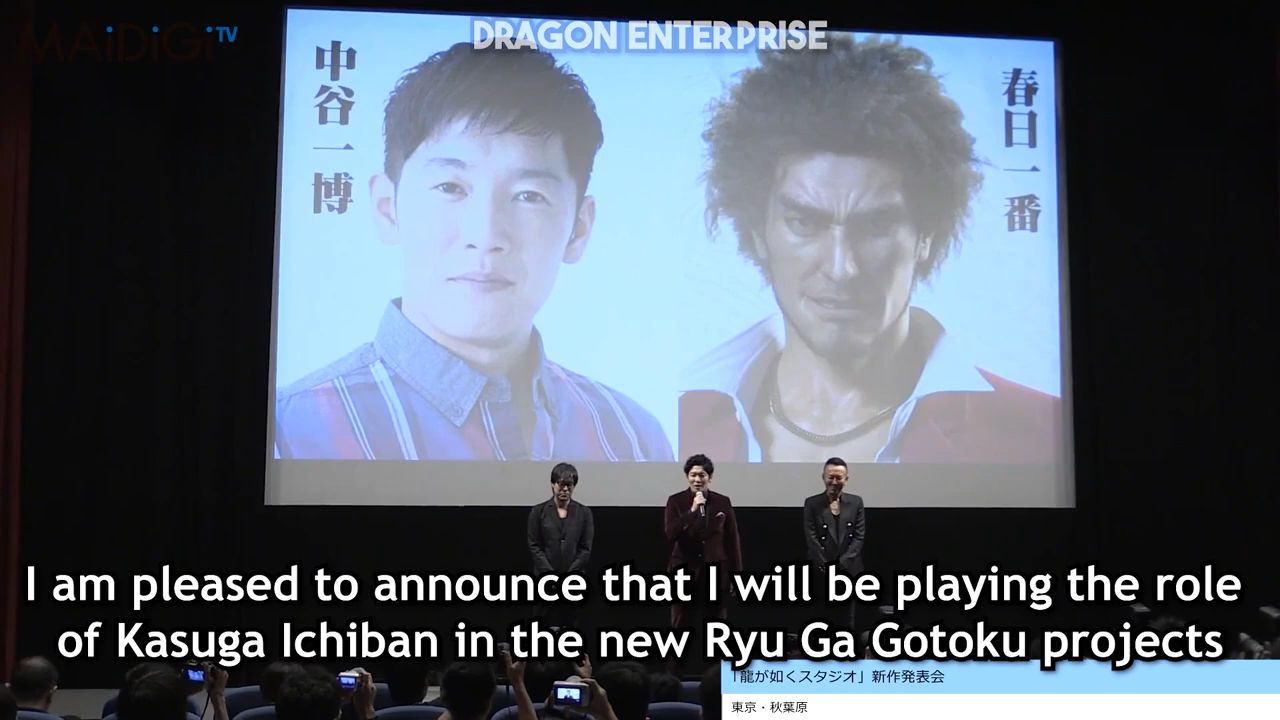 MAiDiGiTV
DRAGON ENTERPRISE
中谷一博
春日一番
I am pleased to announce that I will be playing the role
of Kasuga Ichiban in the new Ryu Ga Gotoku projects
「龍が如くスタジオ」新作発表会
東京・秋葉原